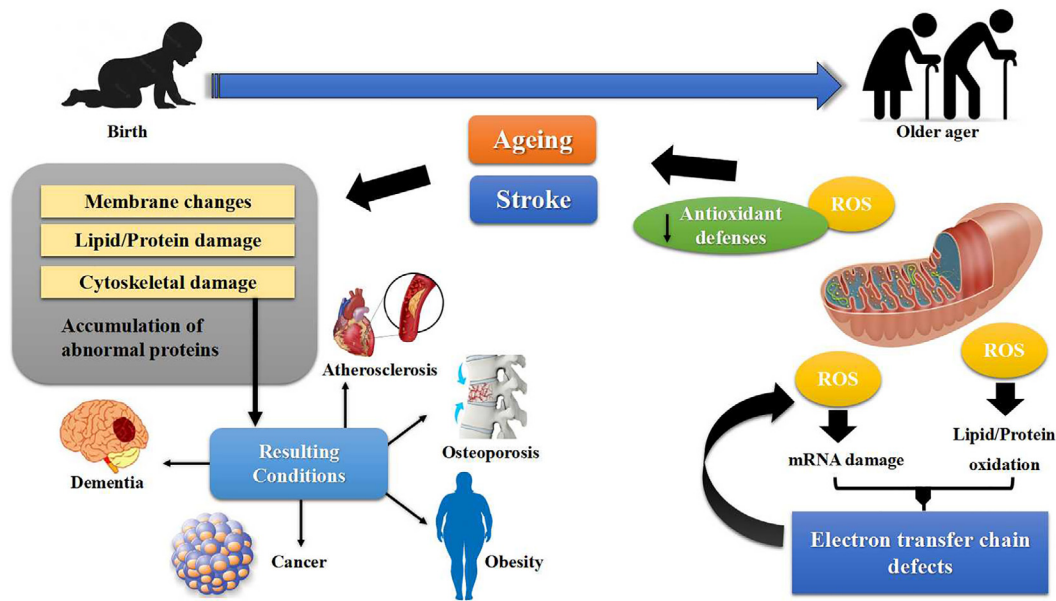 Birth
Older ager
Ageing
Stroke
ROS
Antioxidant
defenses
Membrane changes
Lipid/Protein damage
Cytoskeletal damage
Accumulation of
abnormal proteins
Atherosclerosis
Osteoporosis
Resulting
Conditions
Dementia
Cancer
Obesity
ROS
ROS
mRNA damage
Lipid/Protein
oxidation
Electron transfer chain
defects